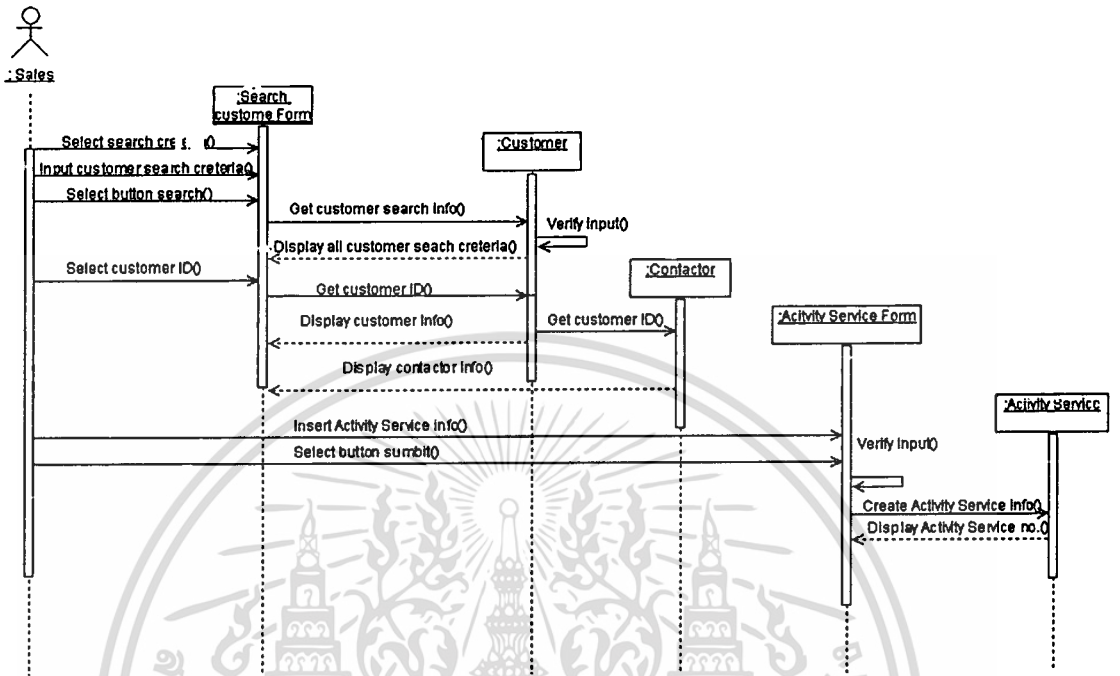 : Sales
:Search
custome Form
Select search
Input customer search creteria()
Select button search()
:Customer
Get customer search info()
Verify input()
Display all customer seach creteria()
Select customer ID()
:Contactor
Get customer ID()
Display customer info()
Get customer ID()
:Acitvity Service Form
Display contactor info()
:Activity Service
Insert Activity Service info()
Verify input()
Select button sumbit()
Create Activity Service info()
Display Activity Service no.()